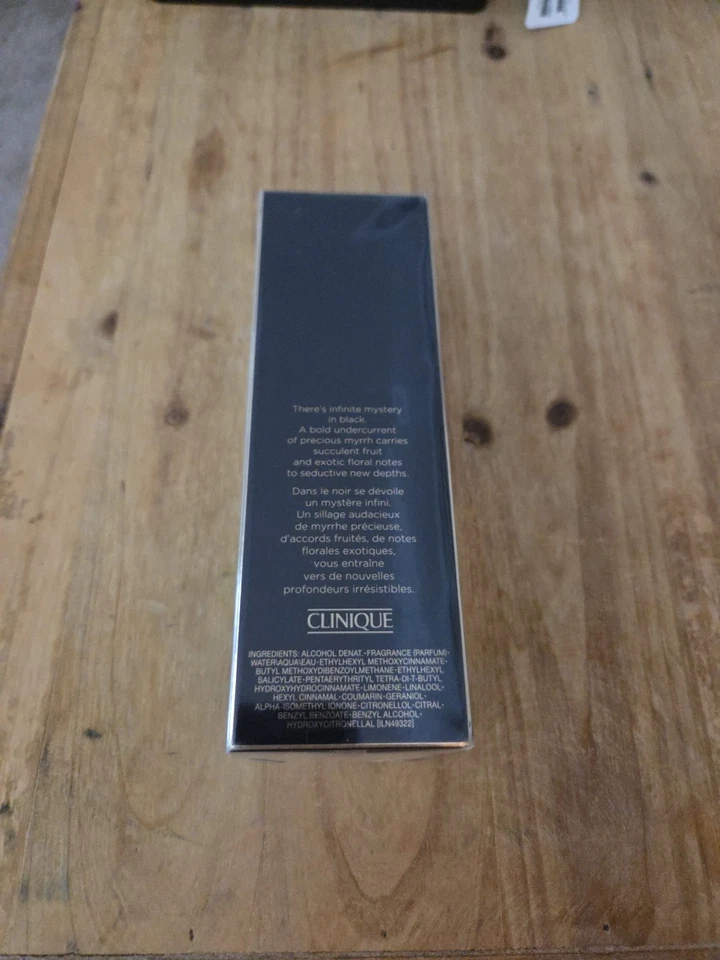 There's infinite mystery
in black.
A bold undercurrent
of precious myrrh carries
succulent fruit
and exotic floral notes
to seductive new depths.
Dans le noir se dévoile
un mystère infini.
Un sillage audacieux
de myrrhe précieuse,
d'accords fruités, de notes
florales exotiques,
vous entraîne
vers de nouvelles
profondeurs irrésistibles.
CLINIQUE
INGREDIENTS: ALCOHOL DENAT.•FRAGRANCE (PARFUM)•
WATER\AQUA\EAU•ETHYLHEXYL METHOXYCINNAMATE•
BUTYL METHOXYDIBENZOYLMETHANE•ETHYLHEXYL
SALICYLATE•PENTAERYTHRITYL TETRA-DI-T-BUTYL
HYDROXYHYDROCINNAMATE•LIMONENE•LINALOOL•
HEXYL CINNAMAL•COUMARIN•GERANIOL•
ALPHA-ISOMETHYL IONONE•CITRONELLOL•CITRAL•
BENZYL BENZOATE•BENZYL ALCOHOL•
HYDROXYCITRONELLAL [ILN49322]